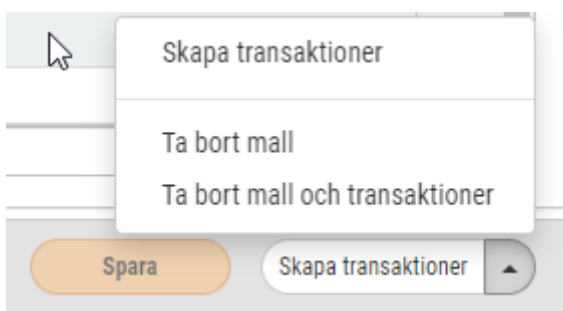 Skapa transaktioner
Ta bort mall
Ta bort mall och transaktioner
Spara
Skapa transaktioner